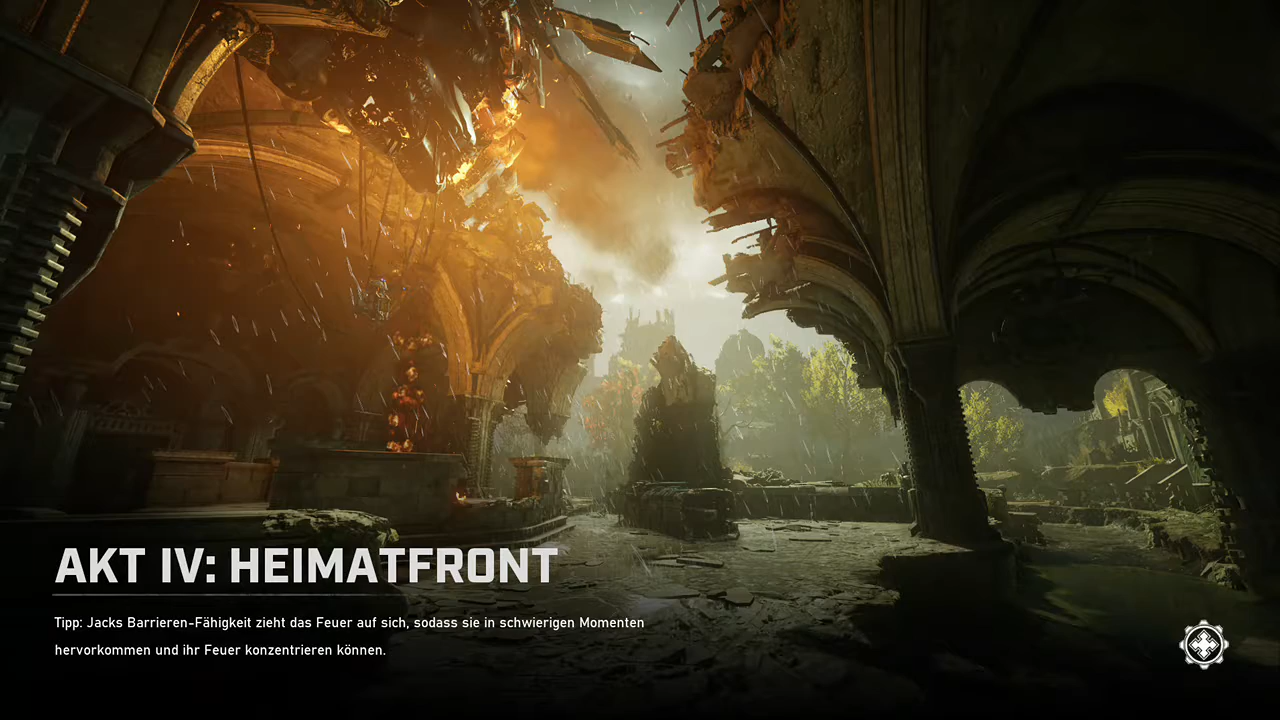 AKT IV: HEIMATFRONT
Tipp: Jacks Barrieren-Fähigkeit zieht das Feuer auf sich, sodass sie in schwierigen Momenten
hervorkommen und ihr Feuer konzentrieren können.